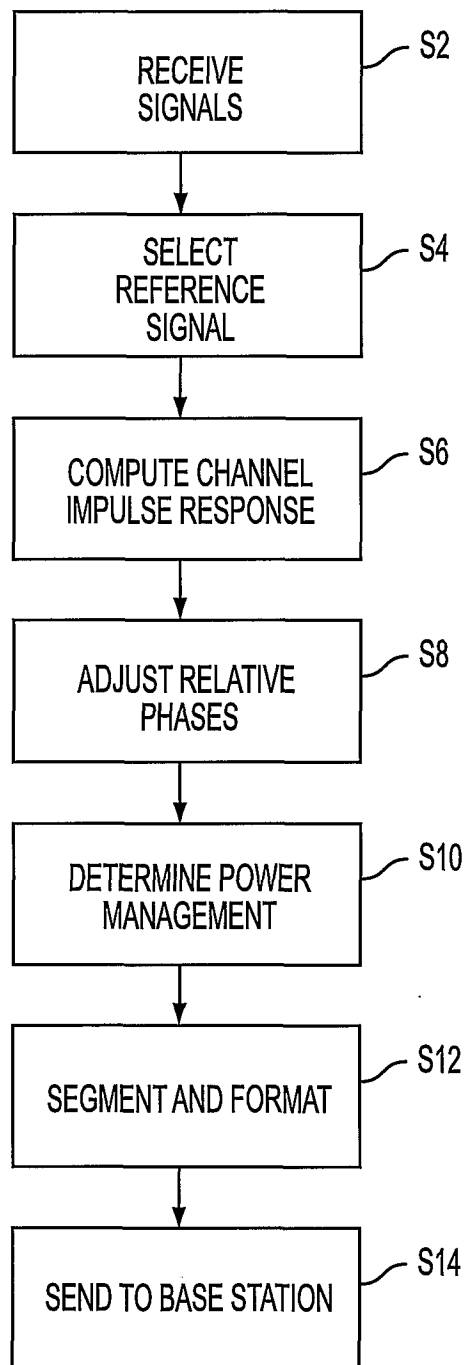 RECEIVE
SIGNALS
S2
SELECT
REFERENCE
SIGNAL
S4
COMPUTE CHANNEL
IMPULSE RESPONSE
S6
ADJUST RELATIVE
PHASES
S8
DETERMINE POWER
MANAGEMENT
S10
SEGMENT AND FORMAT
S12
SEND TO BASE STATION
S14